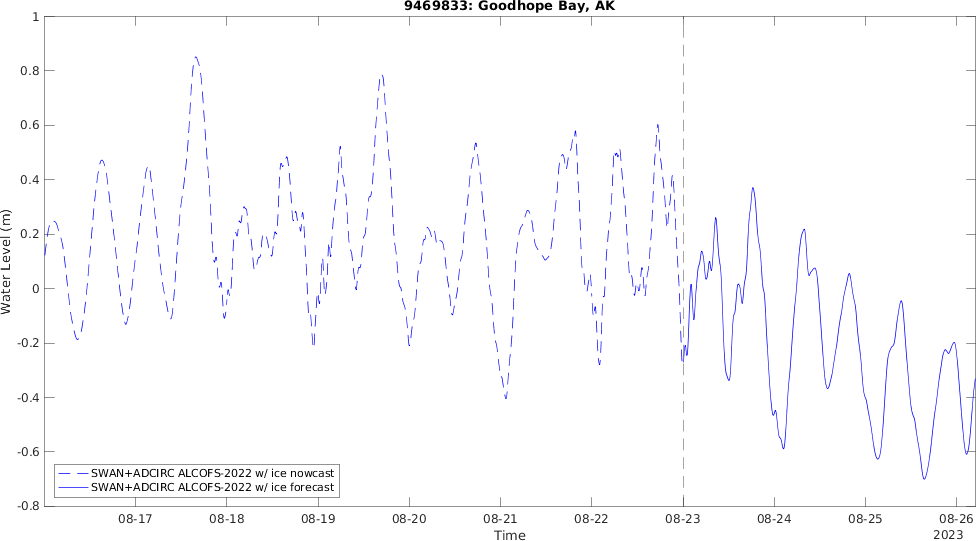 9469833: Goodhope Bay, AK
1
0.8
0.6
0.4
0.2
0
-0.2
-0.4
-0.6
-0.8
Water Level (m)
SWAN+ADCIRC ALCOFS-2022 w/ ice nowcast
SWAN+ADCIRC ALCOFS-2022 w/ ice forecast
08-17 08-18 08-19 08-20 08-21 08-22 08-23 08-24 08-25 08-26
Time
2023